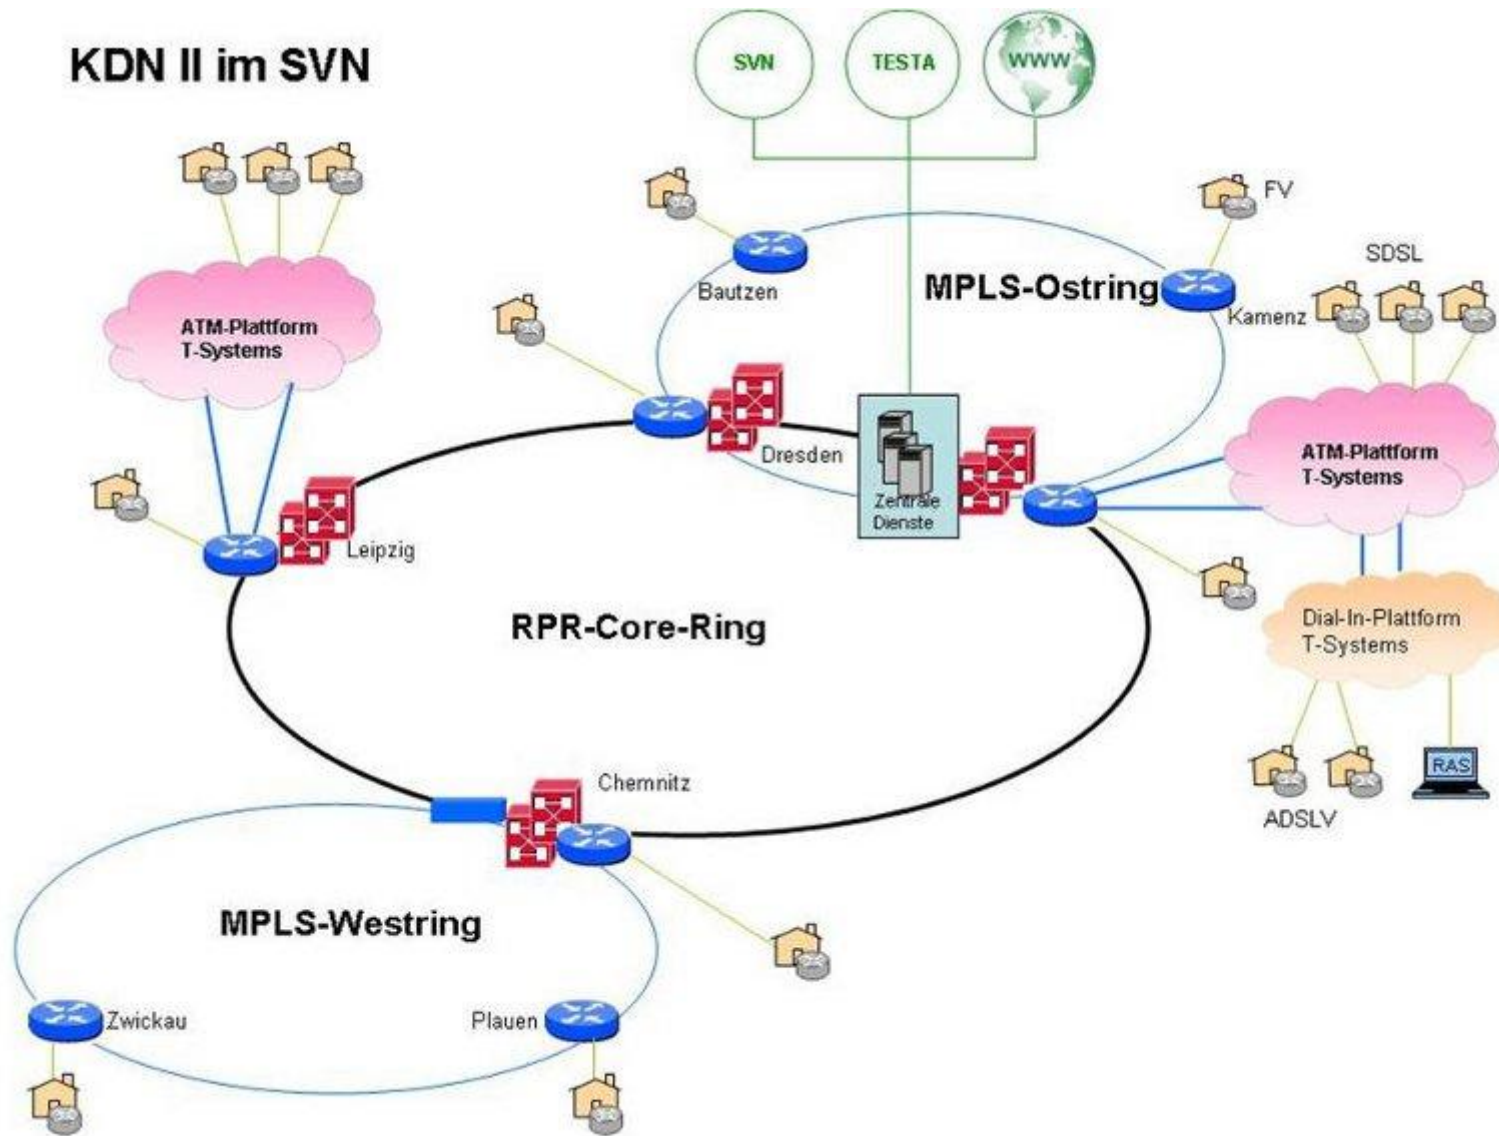 KDN II im SVN
SVN
TESTA
WWW
FV
SDSL
Bautzen
MPLS-Ostring
Kamenz
ATM-Plattform
T-Systems
ATM-Plattform
T-Systems
Dresden
Zentrale
Dienste
Leipzig
RPR-Core-Ring
Dial-In-Plattform
T-Systems
RAS
ADSLV
Chemnitz
MPLS-Westring
Zwickau
Plauen